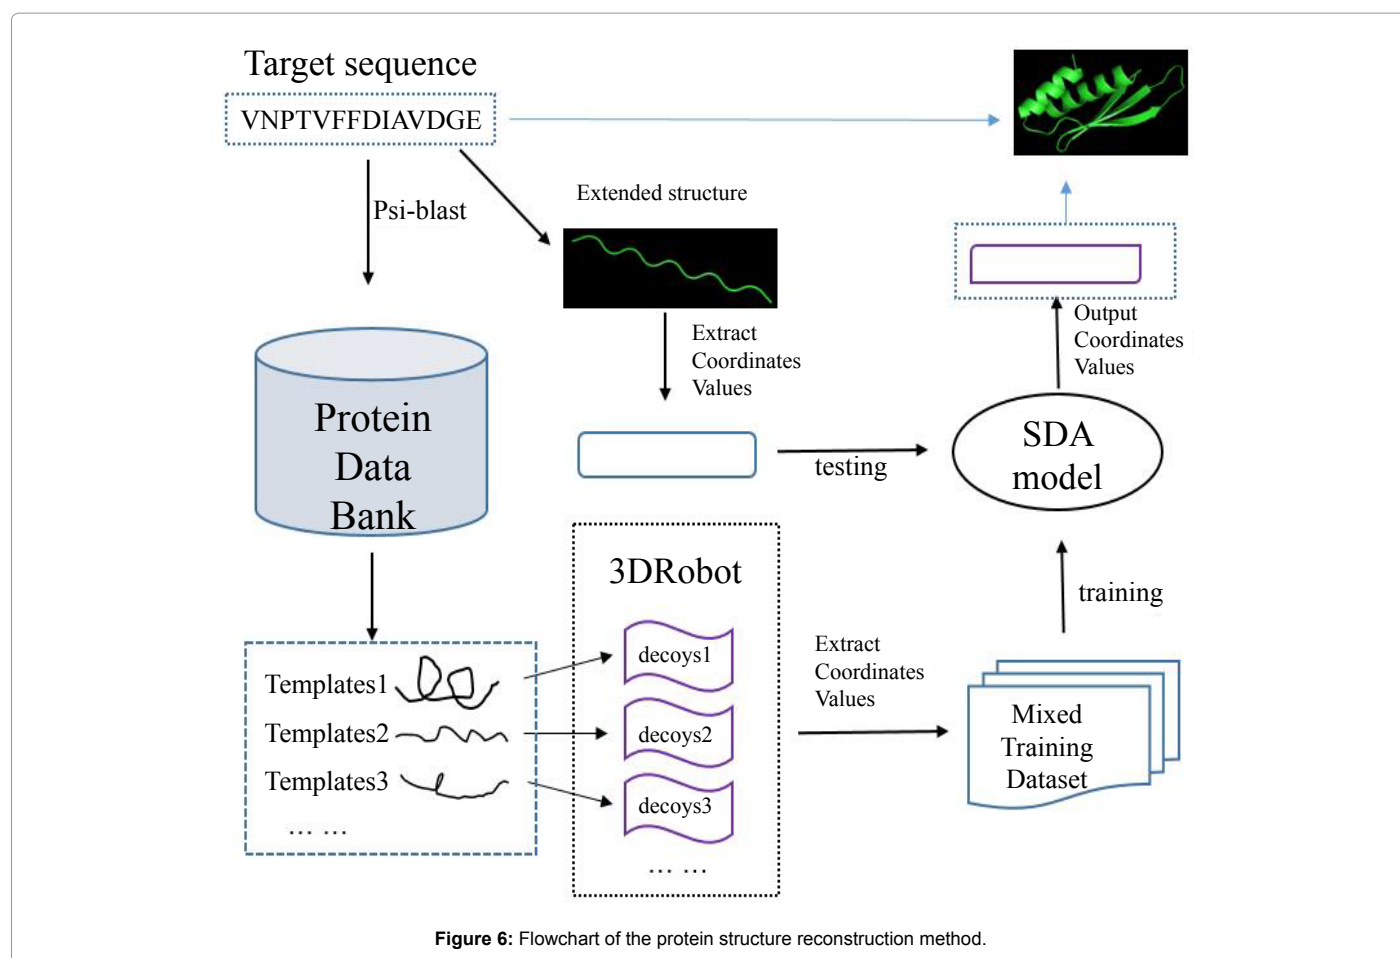 Target sequence
VNPTVFFDIAVDGE
Psi-blast
Extended structure
Extract
Coordinates
Values
Output
Coordinates
Values
Protein
Data
Bank
testing
SDA
model
3DRobot
training
Templates1
Templates2
Templates3
... ...
decoys1
decoys2
decoys3
... ...
Extract
Coordinates
Values
Mixed
Training
Dataset
Figure 6: Flowchart of the protein structure reconstruction method.